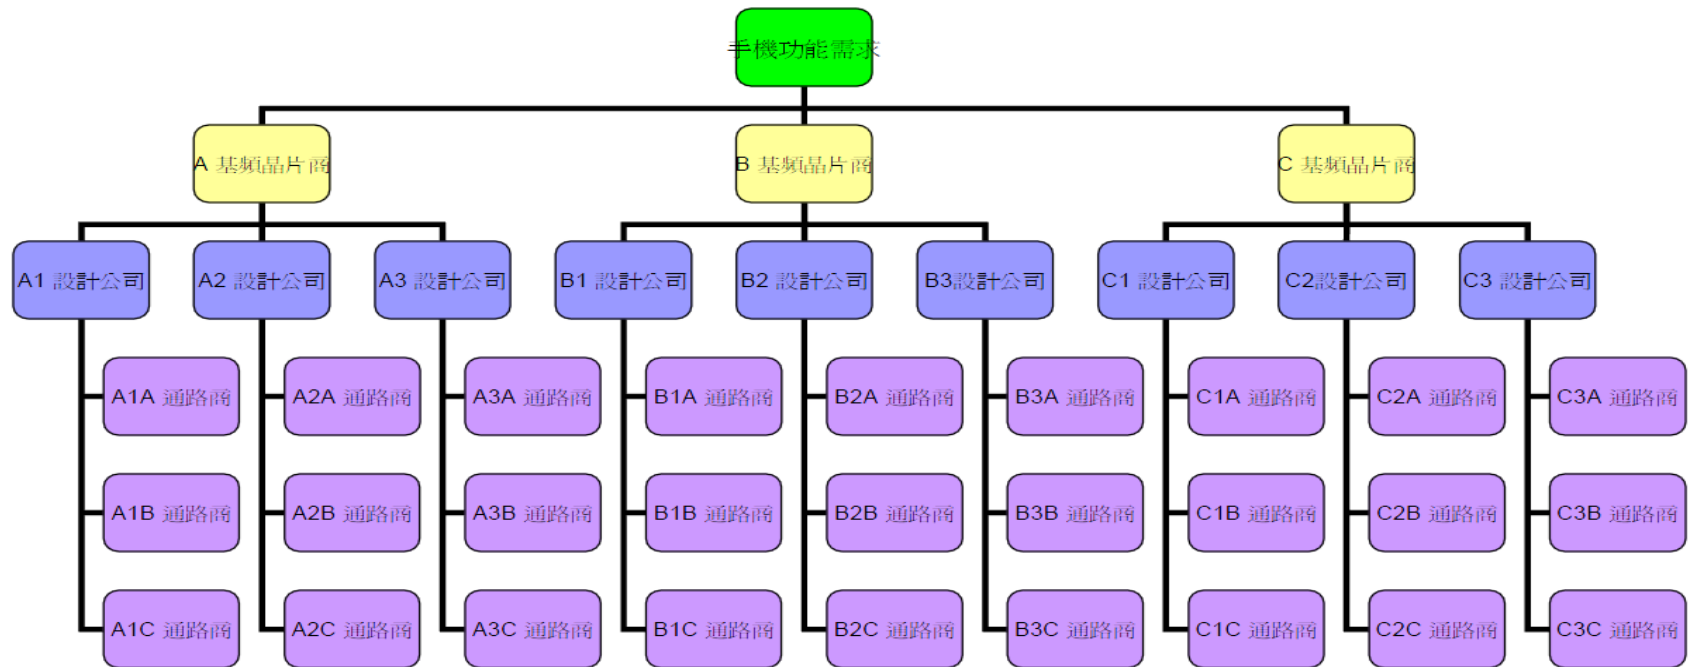 手機功能需求
A 基頻晶片商
B 基頻晶片商
C 基頻晶片商
A1 設計公司
A2 設計公司
A3 設計公司
B1 設計公司
B2 設計公司
B3設計公司
C1 設計公司
C2設計公司
C3 設計公司
A1A 通路商
A2A 通路商
A3A 通路商
B1A 通路商
B2A 通路商
B3A 通路商
C1A 通路商
C2A 通路商
C3A 通路商
A1B 通路商
A2B 通路商
A3B 通路商
B1B 通路商
B2B 通路商
B3B 通路商
C1B 通路商
C2B 通路商
C3B 通路商
A1C 通路商
A2C 通路商
A3C 通路商
B1C 通路商
B2C 通路商
B3C 通路商
C1C 通路商
C2C 通路商
C3C 通路商